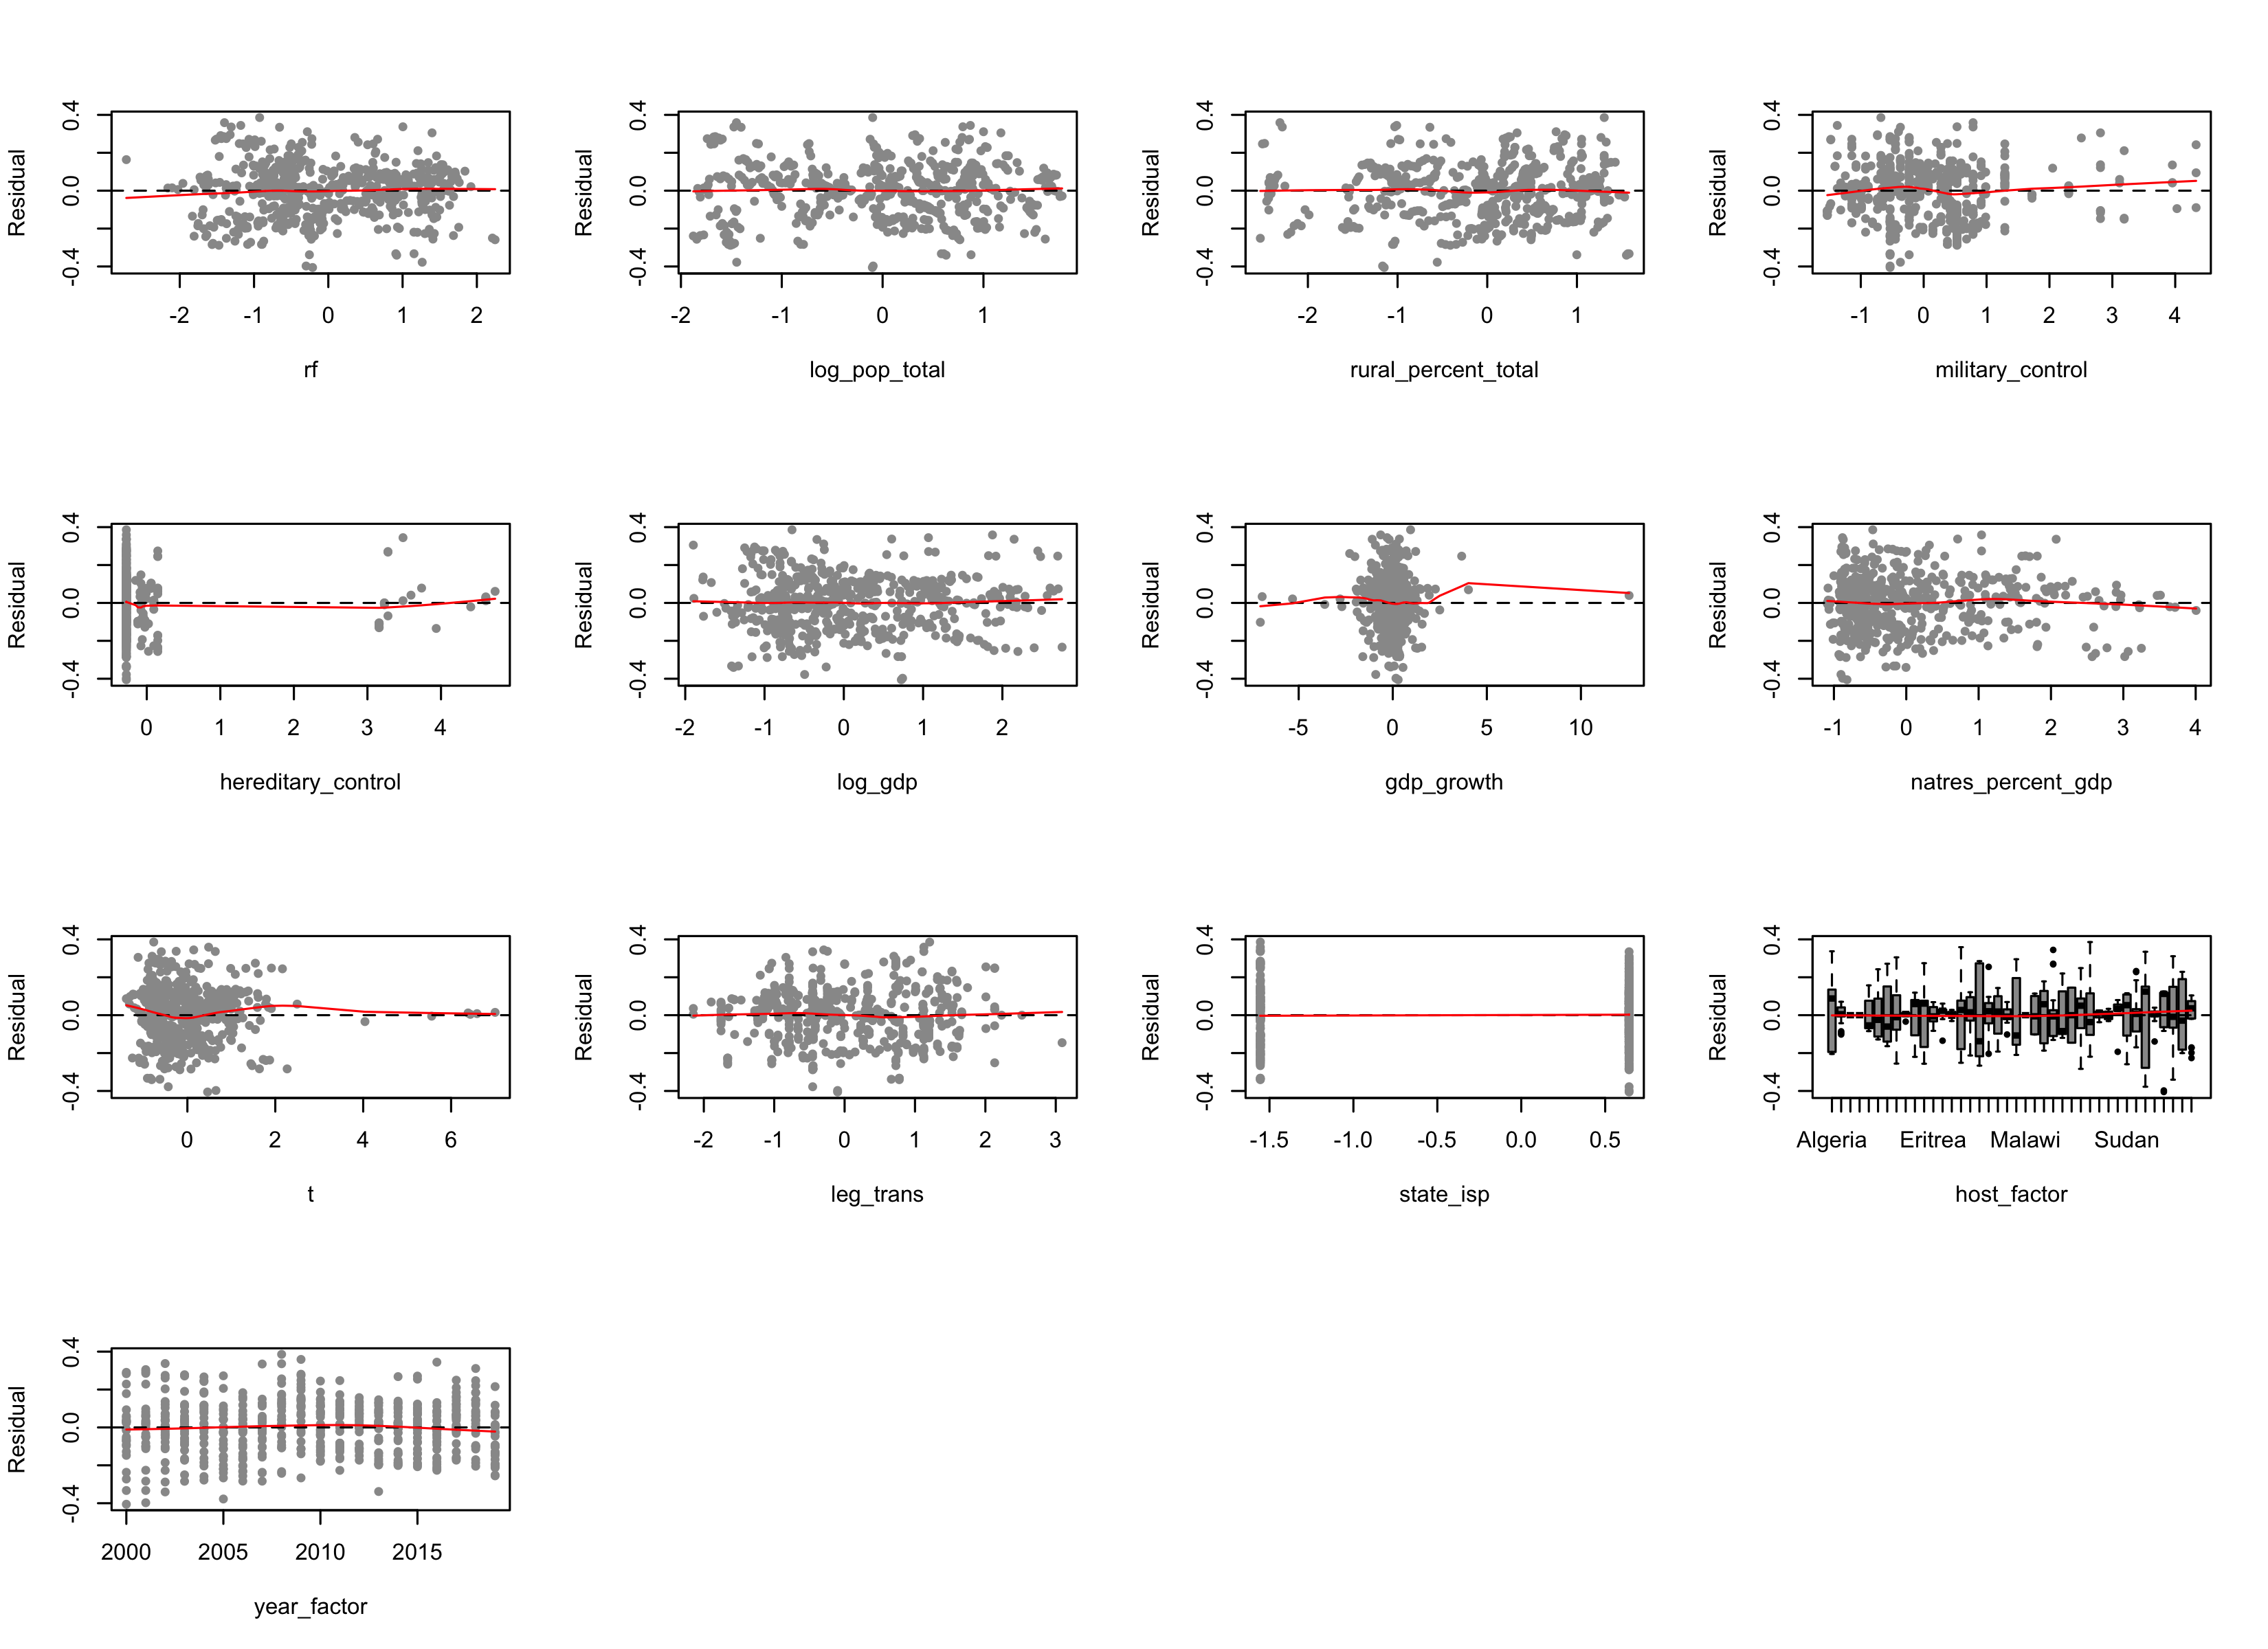 Residual
0.4
0.0
-0.4
-2 -1 0 1 2
rf
Residual
0.4
0.0
-0.4
-2 -1 0 1
log_pop_total
Residual
0.4
0.0
-0.4
-2 -1 0 1
rural_percent_total
Residual
0.4
0.0
-0.4
-1 0 1 2 3 4
military_control
Residual
0.4
0.0
-0.4
0 1 2 3 4
hereditary_control
Residual
0.4
0.0
-0.4
-2 -1 0 1 2
log_gdp
Residual
0.4
0.0
-0.4
-5 0 5 10
gdp_growth
Residual
0.4
0.0
-0.4
-1 0 1 2 3 4
natres_percent_gdp
Residual
0.4
0.0
-0.4
0 2 4 6
t
Residual
0.4
0.0
-0.4
-2 -1 0 1 2 3
leg_trans
Residual
0.4
0.0
-0.4
-1.5 -1.0 -0.5 0.0 0.5
state_isp
Residual
0.4
0.0
-0.4
Algeria Eritrea Malawi Sudan
host_factor
Residual
0.4
0.0
-0.4
2000 2005 2010 2015
year_factor